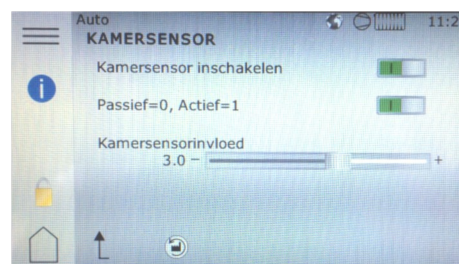 Auto
11:2
KAMERSENSOR
Kamersensor inschakelen
Passief=0, Actief=1
Kamersensorinvloed
3.0 − +